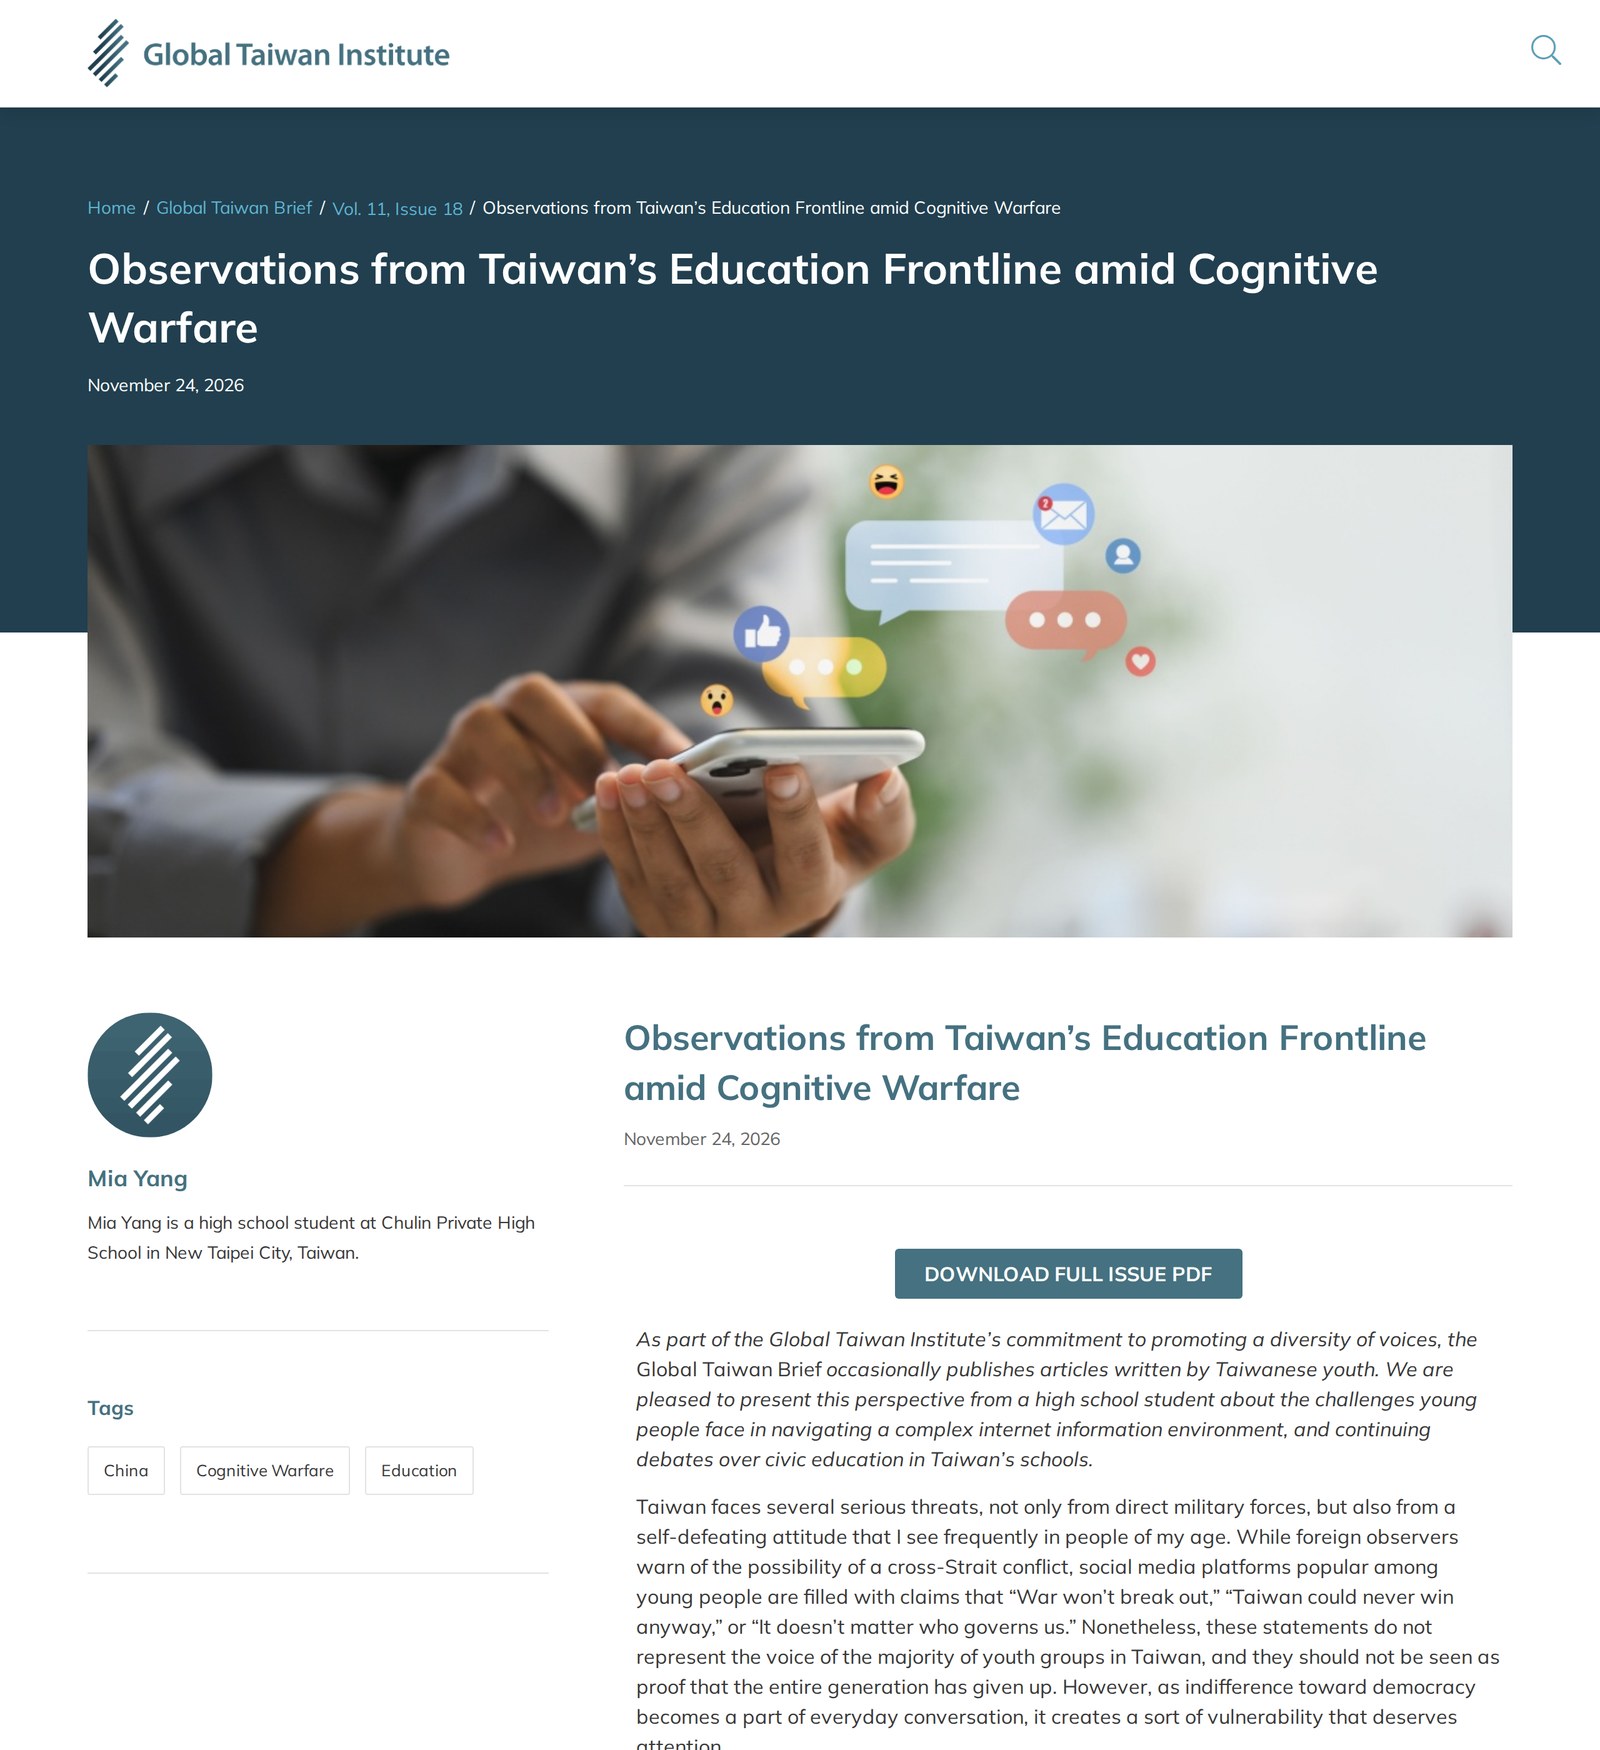 Global Taiwan Institute
Home / Global Taiwan Brief / Vol. 11, Issue 18 / Observations from Taiwan’s Education Frontline amid Cognitive Warfare
Observations from Taiwan’s Education Frontline amid Cognitive
Warfare
November 24, 2026
2
Mia Yang
Mia Yang is a high school student at Chulin Private High
School in New Taipei City, Taiwan.
Tags
China
Cognitive Warfare
Education
Observations from Taiwan’s Education Frontline
amid Cognitive Warfare
November 24, 2026
DOWNLOAD FULL ISSUE PDF
As part of the Global Taiwan Institute’s commitment to promoting a diversity of voices, the
Global Taiwan Brief occasionally publishes articles written by Taiwanese youth. We are
pleased to present this perspective from a high school student about the challenges young
people face in navigating a complex internet information environment, and continuing
debates over civic education in Taiwan’s schools.
Taiwan faces several serious threats, not only from direct military forces, but also from a
self-defeating attitude that I see frequently in people of my age. While foreign observers
warn of the possibility of a cross-Strait conflict, social media platforms popular among
young people are filled with claims that “War won’t break out,” “Taiwan could never win
anyway,” or “It doesn’t matter who governs us.” Nonetheless, these statements do not
represent the voice of the majority of youth groups in Taiwan, and they should not be seen as
proof that the entire generation has given up. However, as indifference toward democracy
becomes a part of everyday conversation, it creates a sort of vulnerability that deserves
attention.